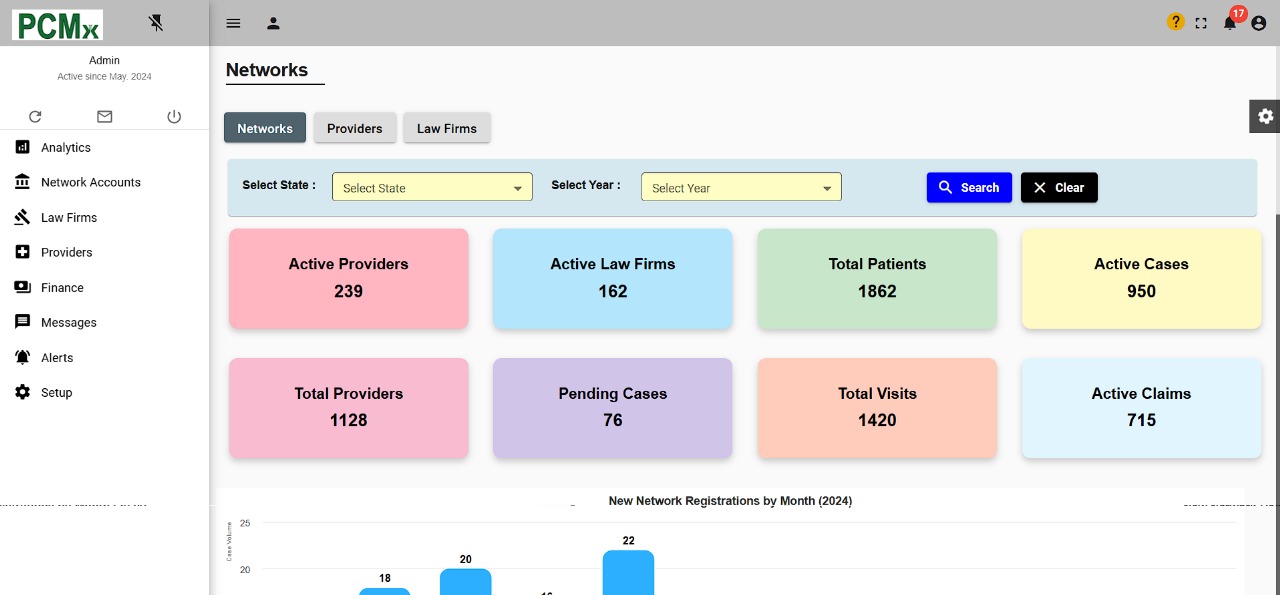 PCMx
?
17
Admin
Active since May. 2024
Analytics
Network Accounts
Law Firms
Providers
Finance
Messages
Alerts
Setup
Networks
Networks Providers Law Firms
Select State : Select State Select Year : Select Year Search Clear
Active Providers
239
Active Law Firms
162
Total Patients
1862
Active Cases
950
Total Providers
1128
Pending Cases
76
Total Visits
1420
Active Claims
715
New Network Registrations by Month (2024)
Case Volume
25
20
18
20
22